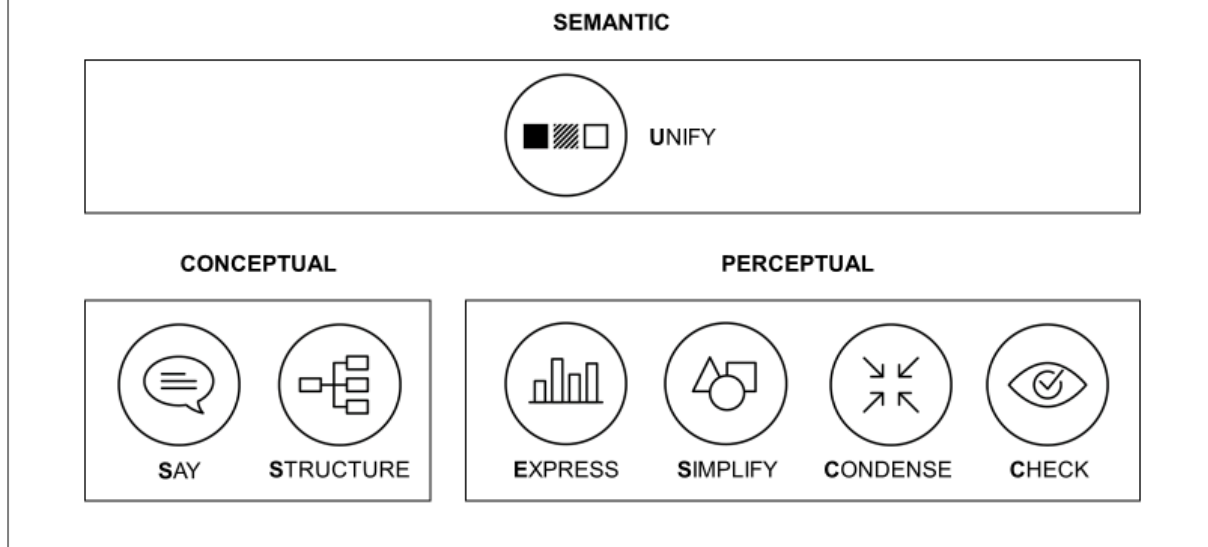 SEMANTIC
UNIFY
CONCEPTUAL
PERCEPTUAL
SAY
STRUCTURE
EXPRESS
SIMPLIFY
CONDENSE
CHECK